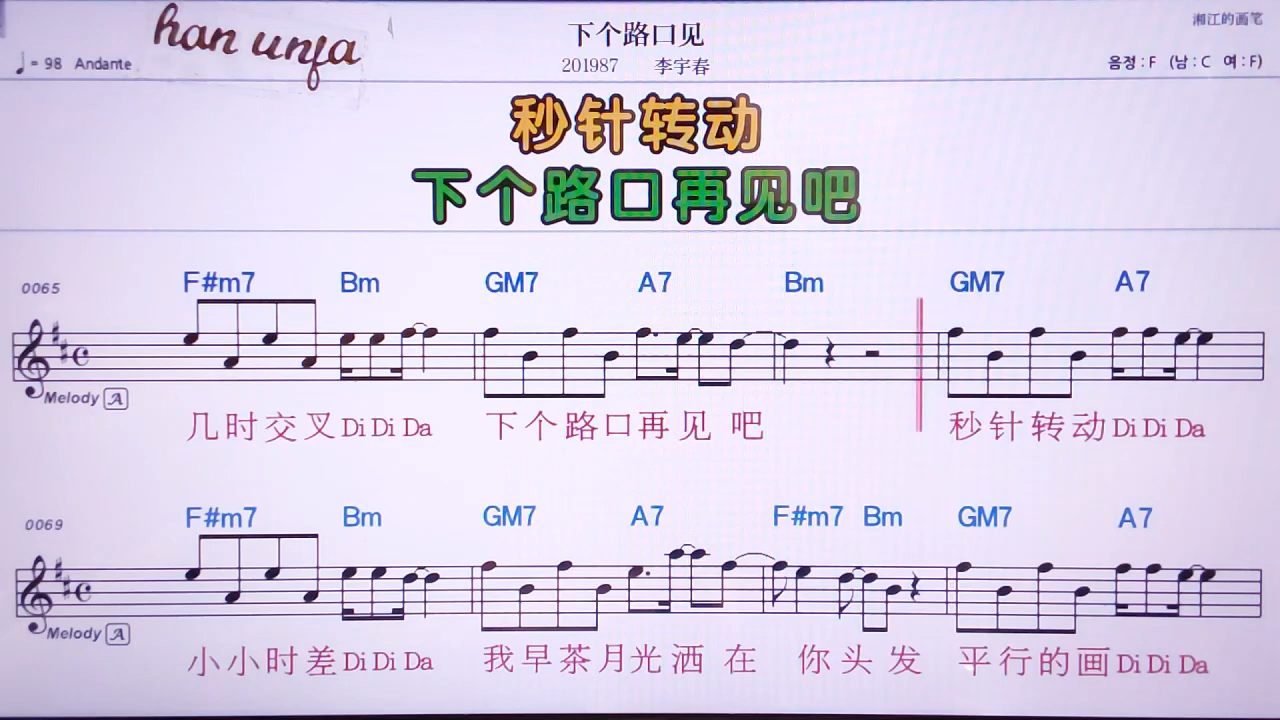 han unfa
下个路口见
湘江的画笔
♩= 98 Andante
201987 李宇春
음정 : F (남 : C 여 : F)
秒针转动
下个路口再见吧
0065 F#m7 Bm GM7 A7 Bm GM7 A7
Melody A
几时交叉 Di Di Da 下个路口再见 吧 秒针转动 Di Di Da
0069 F#m7 Bm GM7 A7 F#m7 Bm GM7 A7
Melody A
小小时差 Di Di Da 我早茶月光洒 在 你头发 平行的画 Di Di Da